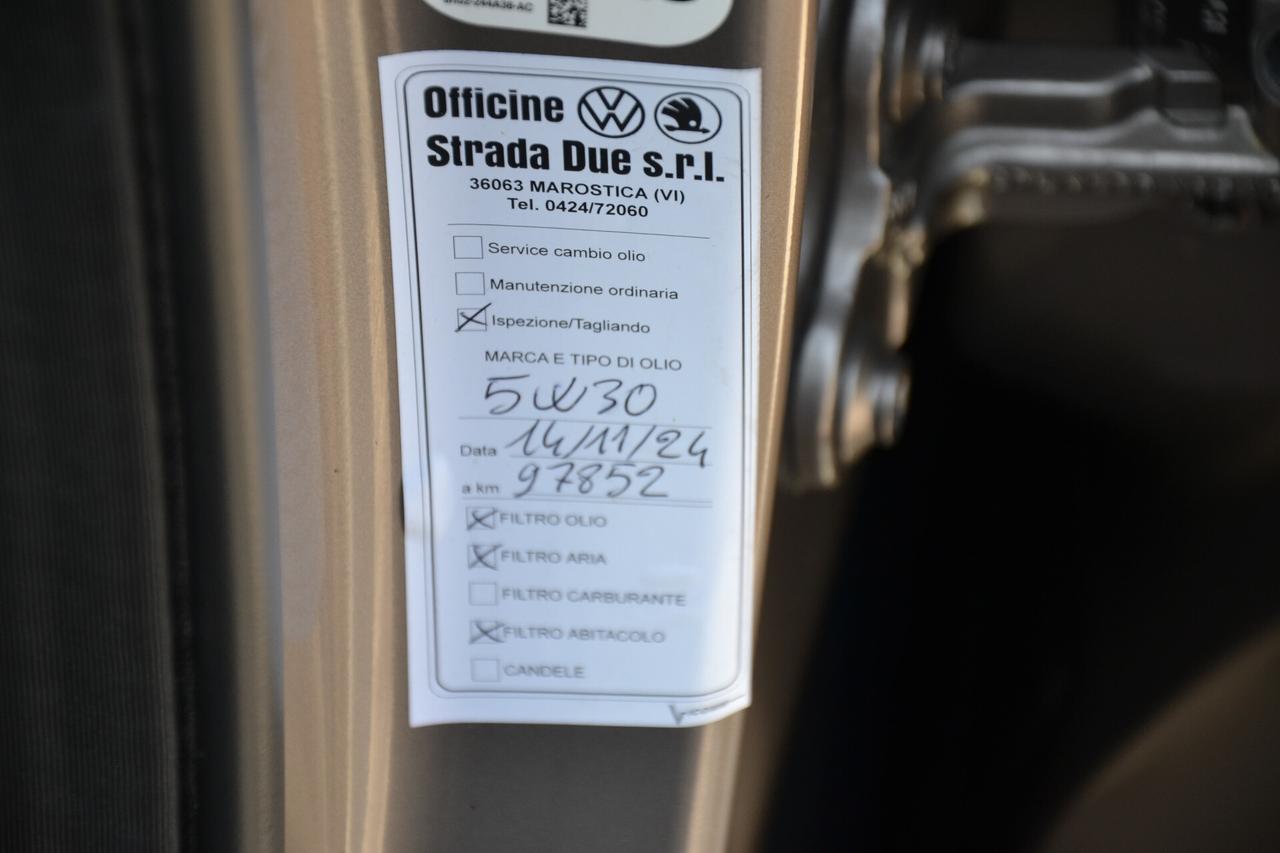 Officine
Strada Due s.r.l.
36063 MAROSTICA (VI)
Tel. 0424/72060
Service cambio olio
Manutenzione ordinaria
Ispezione/Tagliando
MARCA E TIPO DI OLIO
5W30
Data 14/11/24
a km 97852
FILTRO OLIO
FILTRO ARIA
FILTRO CARBURANTE
FILTRO ABITACOLO
CANDELE